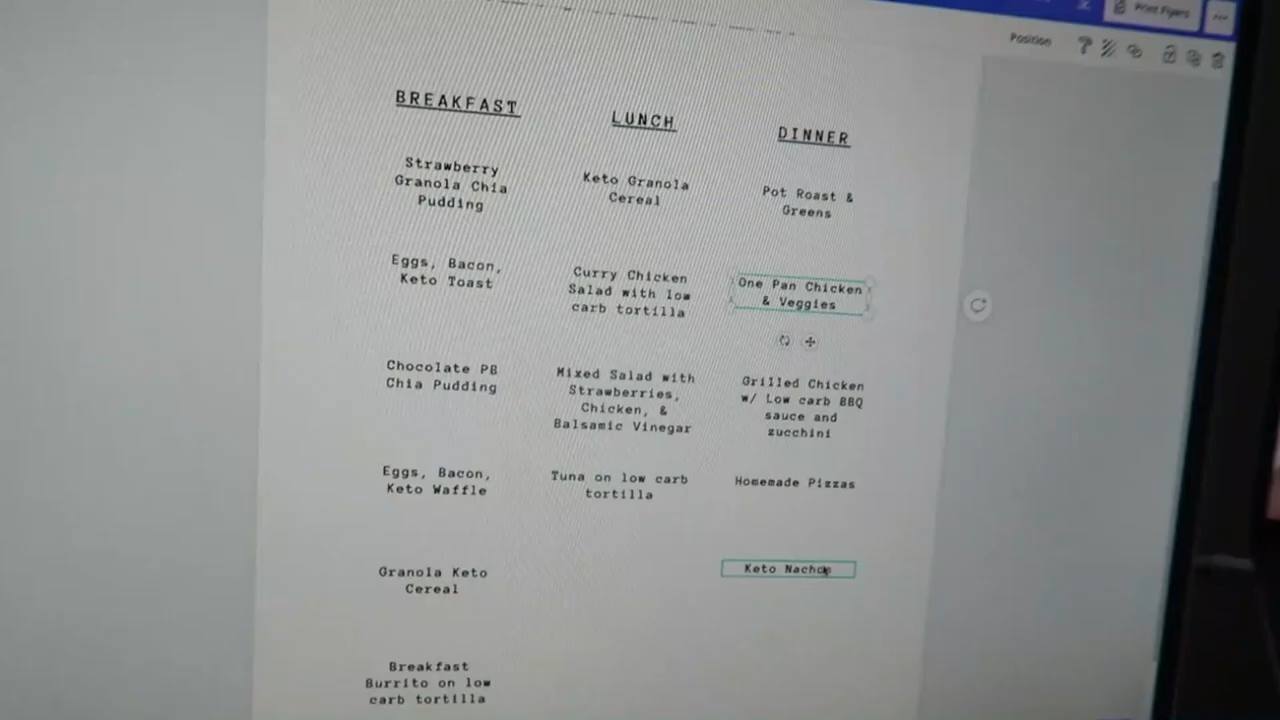 Print Flyers
Position
BREAKFAST
Strawberry
Granola Chia
Pudding
Eggs, Bacon,
Keto Toast
Chocolate PB
Chia Pudding
Eggs, Bacon,
Keto Waffle
Granola Keto
Cereal
Breakfast
Burrito on low
carb tortilla
LUNCH
Keto Granola
Cereal
Curry Chicken
Salad with low
carb tortilla
Mixed Salad with
Strawberries,
Chicken, &
Balsamic Vinegar
Tuna on low carb
tortilla
DINNER
Pot Roast &
Greens
One Pan Chicken
& Veggies
Grilled Chicken
w/ Low carb BBQ
sauce and
zucchini
Homemade Pizzas
Keto Nachos